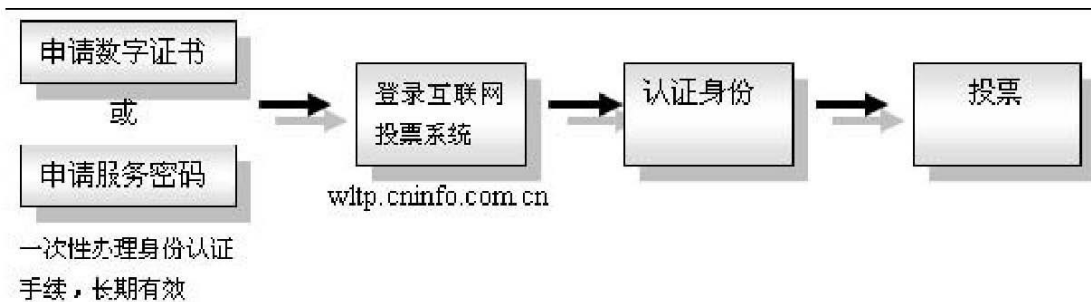 申请数字证书
或
申请服务密码
一次性办理身份认证
手续，长期有效
登录互联网
投票系统
wltp.cninfo.com.cn
认证身份
投票